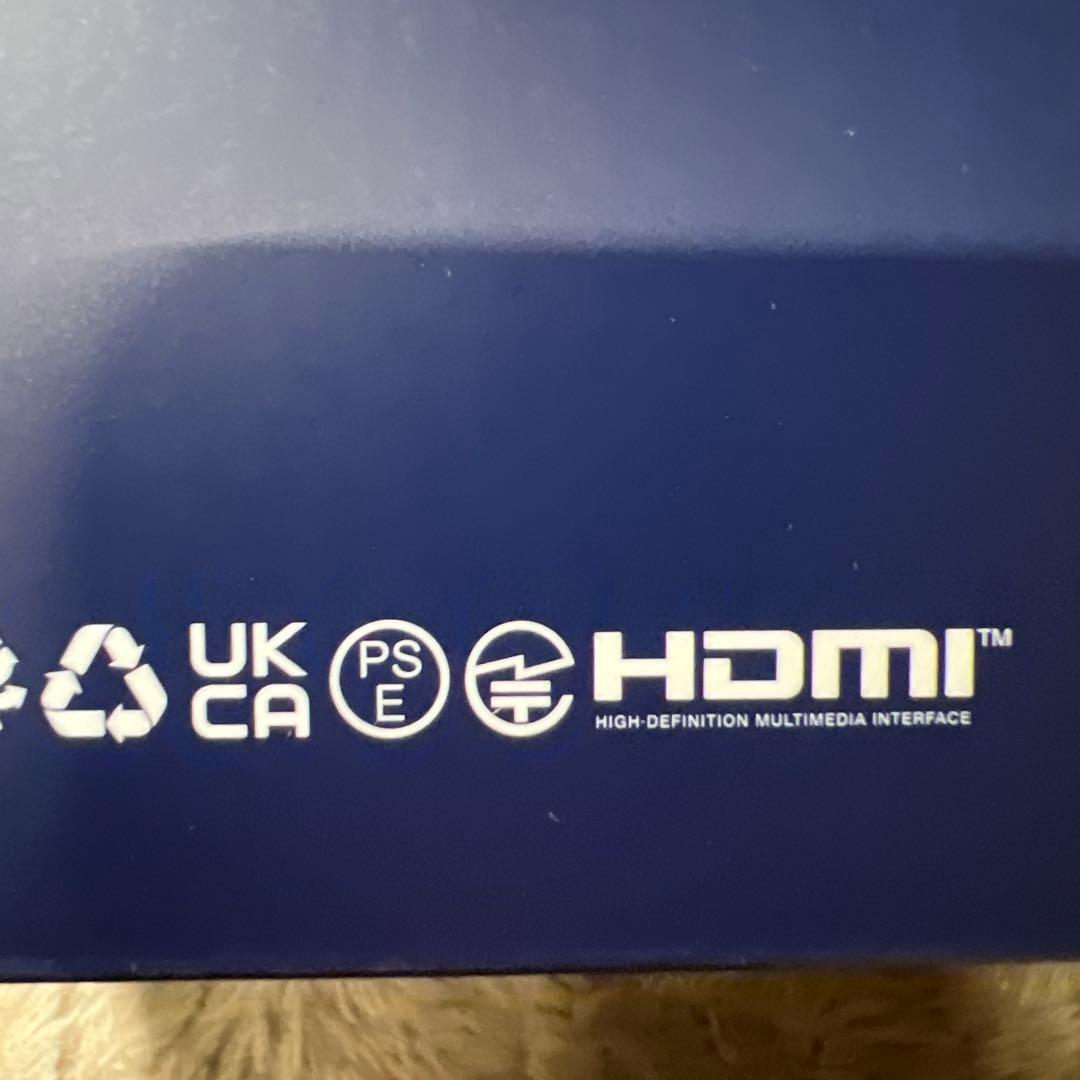 UK
CA
PS
E
HDMI™
HIGH-DEFINITION MULTIMEDIA INTERFACE